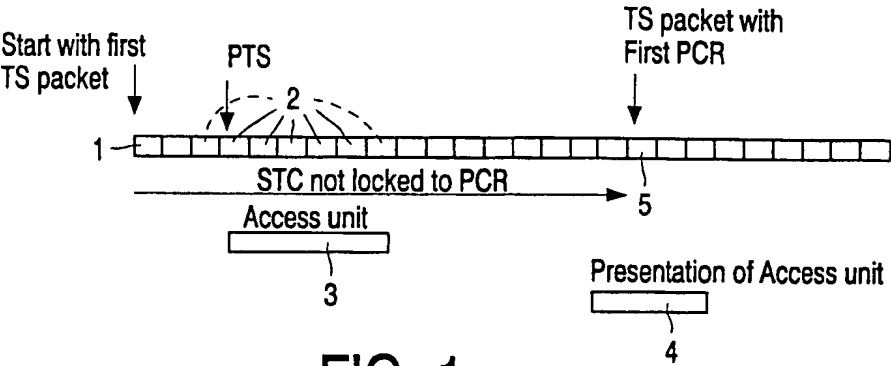 Start with first
TS packet
PTS
TS packet with
First PCR
2
1
STC not locked to PCR
5
Access unit
3
Presentation of Access unit
4
FIG. 1